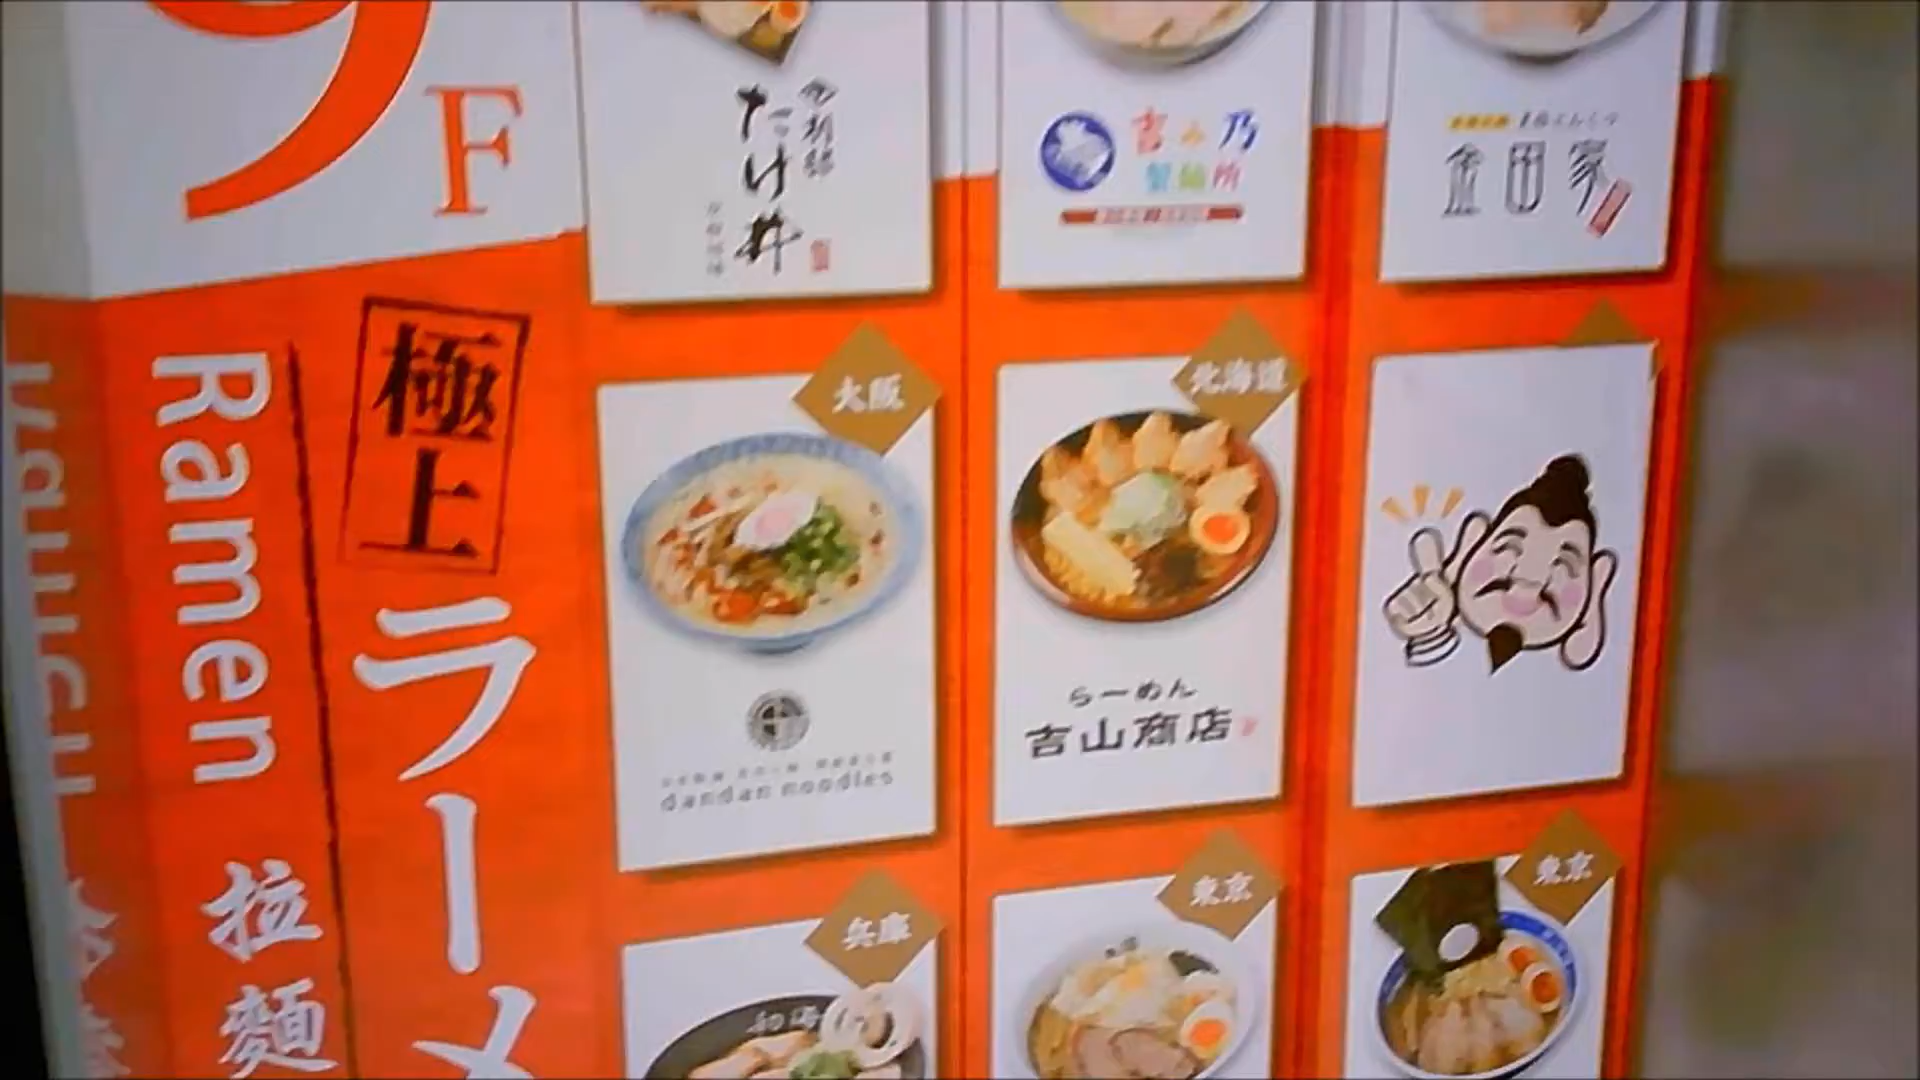 9F
極上
ラーメ
Ramen 拉麺
たけ井
吉み乃
製麺所
金田家
大阪
dandan noodles
北海道
らーめん
吉山商店
兵庫
東京
東京